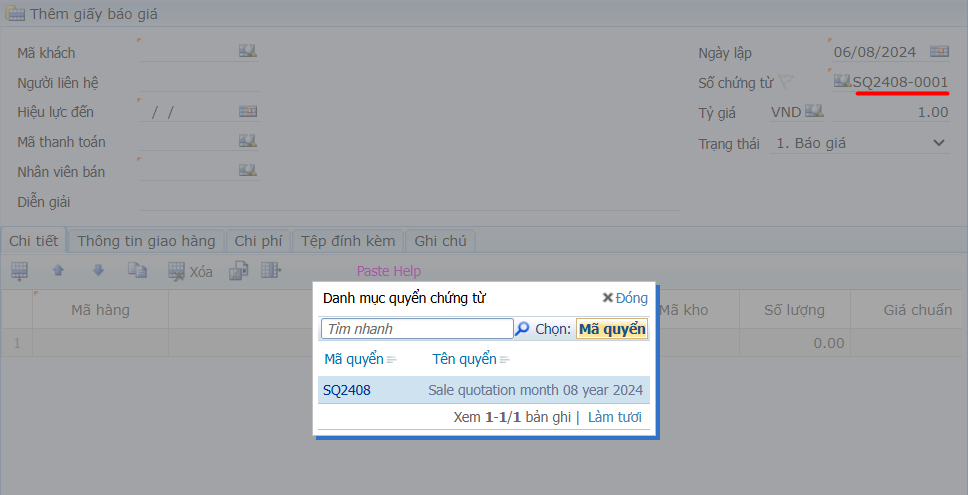 Thêm giấy báo giá
Mã khách
Ngày lập 06/08/2024
Người liên hệ
Số chứng từ SQ2408-0001
Hiệu lực đến / /
Tỷ giá VND 1.00
Mã thanh toán
Trạng thái 1. Báo giá
Nhân viên bán
Diễn giải
Chi tiết Thông tin giao hàng Chi phí Tệp đính kèm Ghi chú
Xóa Paste Help
Mã hàng Mã kho Số lượng Giá chuẩn
1 0.00
Danh mục quyển chứng từ Đóng
Tìm nhanh Chọn: Mã quyển
Mã quyển Tên quyển
SQ2408 Sale quotation month 08 year 2024
Xem 1-1/1 bản ghi | Làm tươi